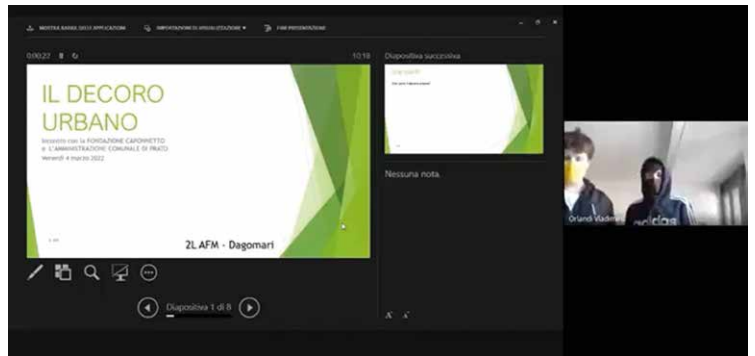 MOSTRA BARRA DELLE APPLICAZIONI
IMPOSTAZIONI DI VISUALIZZAZIONE
FINE PRESENTAZIONE
0:00:27
10:18
Diapositiva successiva
IL DECORO
URBANO
Incontro con la FONDAZIONE CAPONNETTO
e L'AMMINISTRAZIONE COMUNALE DI PRATO
Venerdì 4 marzo 2022
2L AFM - Dagomari
Nessuna nota.
Diapositiva 1 di 8
A A
Orlandi Vladimir
adidas